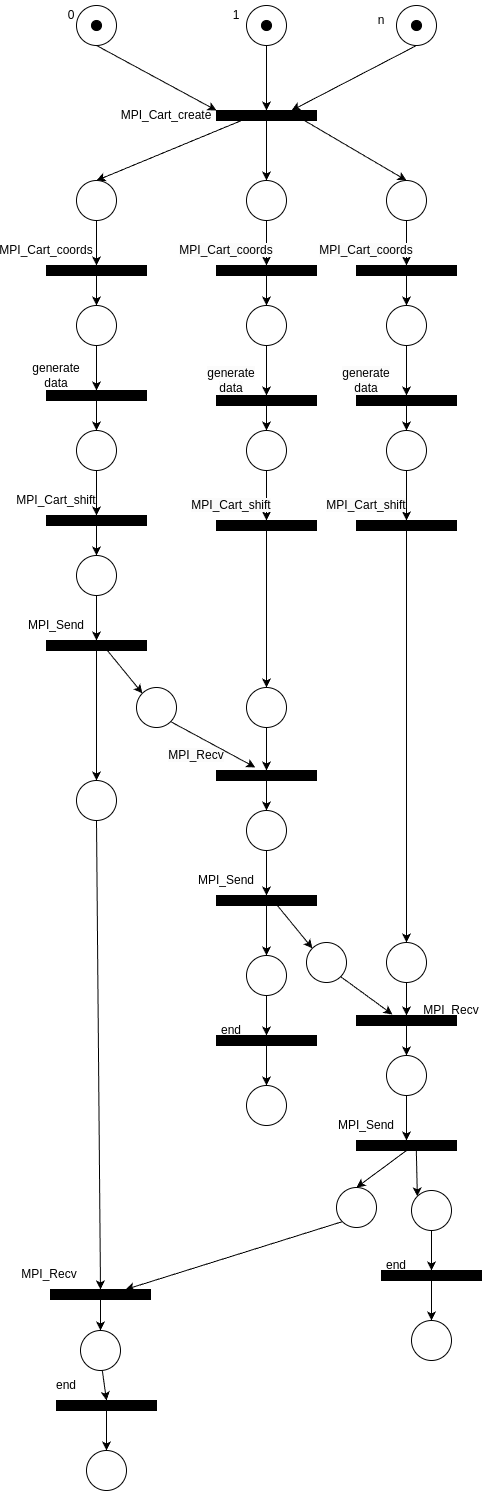 0
1
n
MPI_Cart_create
MPI_Cart_coords
MPI_Cart_coords
MPI_Cart_coords
generate
data
generate
data
generate
data
MPI_Cart_shift
MPI_Cart_shift
MPI_Cart_shift
MPI_Send
MPI_Recv
MPI_Send
MPI_Recv
end
MPI_Send
end
MPI_Recv
end